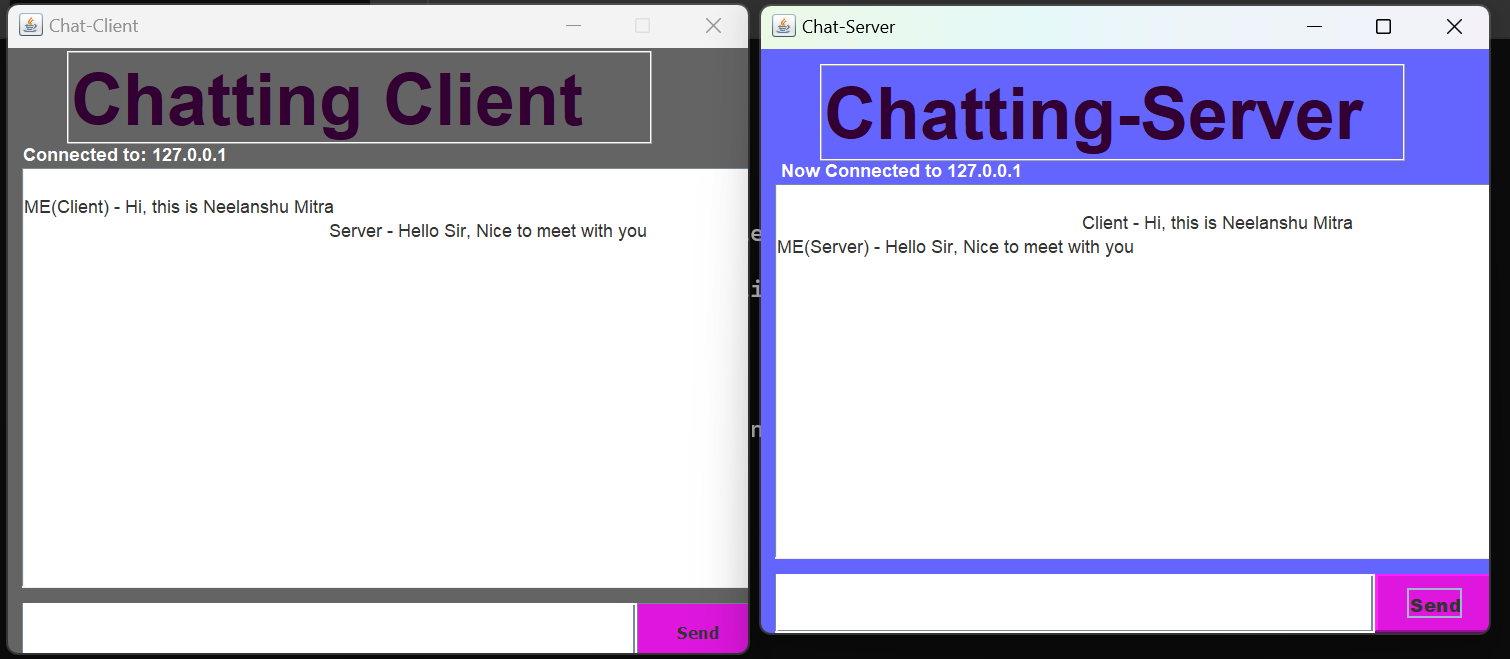 Chat-Client
Chatting Client
Connected to: 127.0.0.1
ME(Client) - Hi, this is Neelanshu Mitra
Server - Hello Sir, Nice to meet with you
Send
Chat-Server
Chatting-Server
Now Connected to 127.0.0.1
Client - Hi, this is Neelanshu Mitra
ME(Server) - Hello Sir, Nice to meet with you
Send